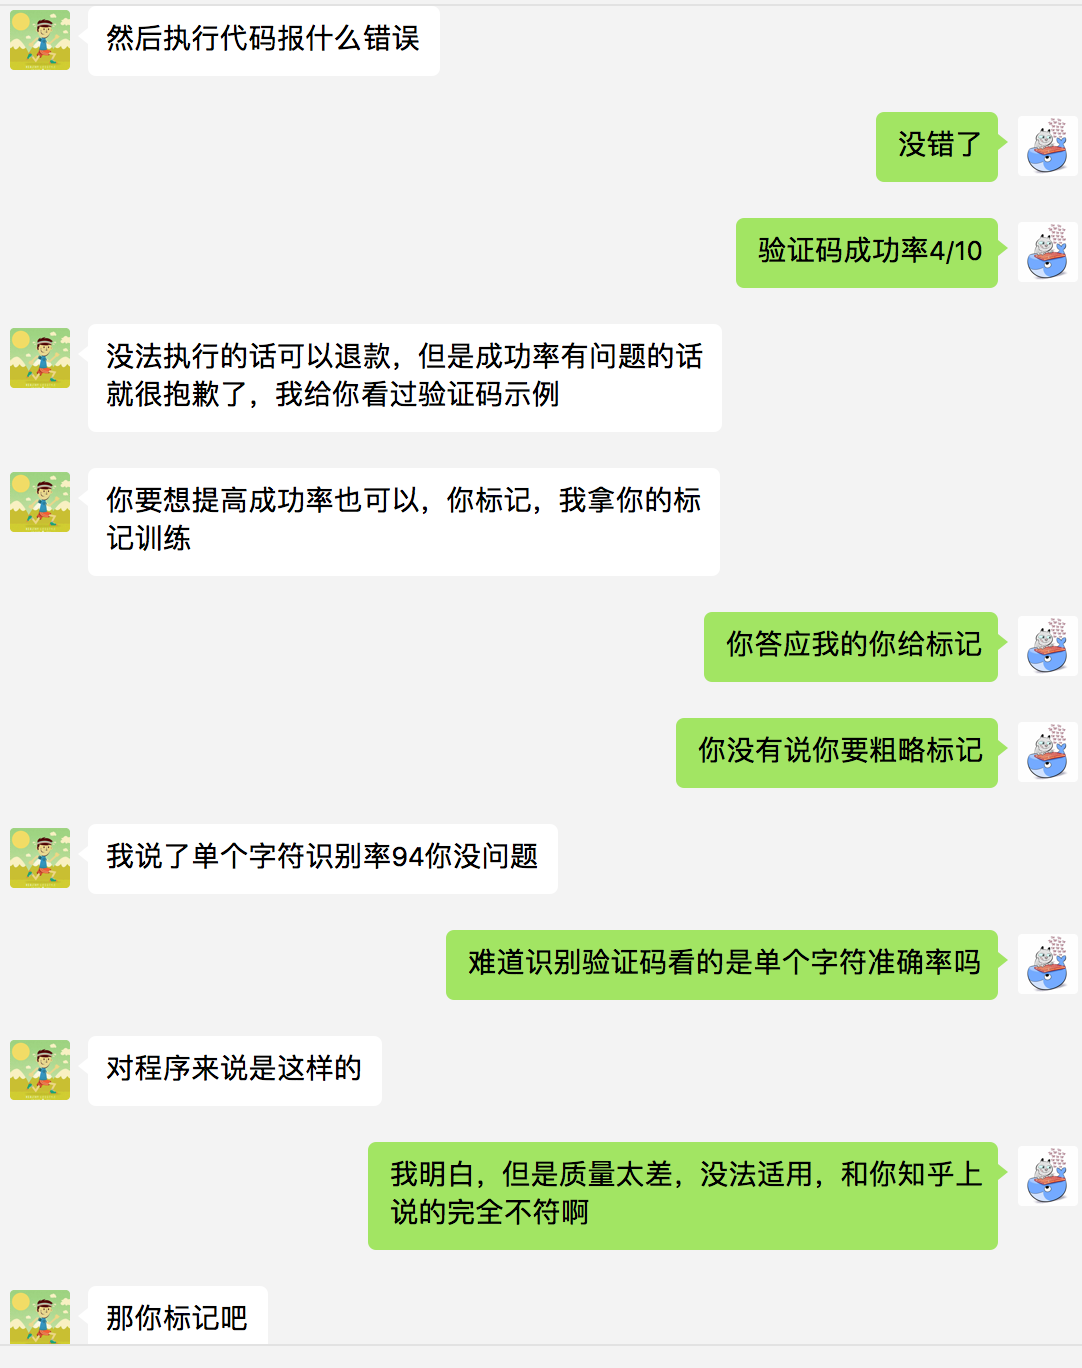 然后执行代码报什么错误
没错了
验证码成功率4/10
没法执行的话可以退款，但是成功率有问题的话
就很抱歉了，我给你看过验证码示例
你要想提高成功率也可以，你标记，我拿你的标
记训练
你答应我的你给标记
你没有说你要粗略标记
我说了单个字符识别率94你没问题
难道识别验证码看的是单个字符准确率吗
对程序来说是这样的
我明白，但是质量太差，没法适用，和你知乎上
说的完全不符啊
那你标记吧